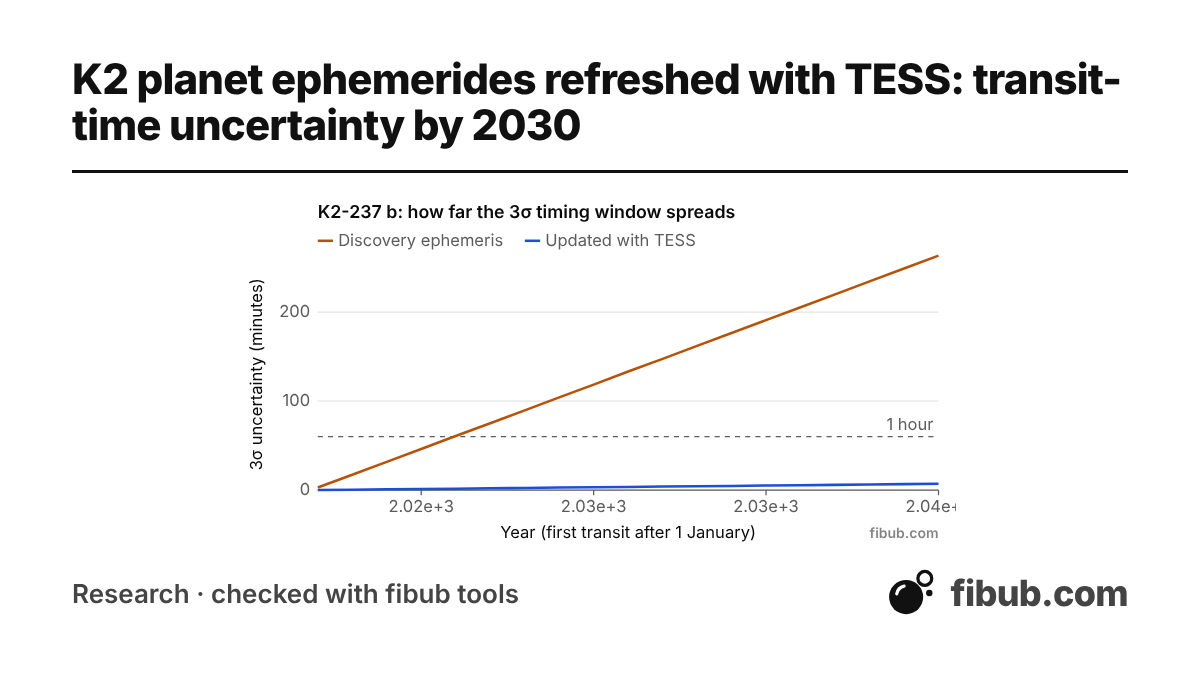 K2 planet ephemerides refreshed with TESS: transit-
time uncertainty by 2030
K2-237 b: how far the 3σ timing window spreads
Discovery ephemeris
Updated with TESS
3σ uncertainty (minutes)
200
100
0
1 hour
2.02e+3
2.03e+3
2.03e+3
2.04e+
Year (first transit after 1 January)
fibub.com
Research · checked with fibub tools
fibub.com